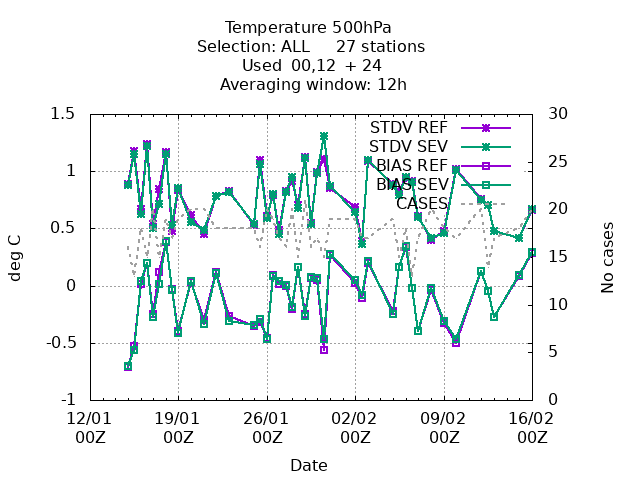 Temperature 500hPa
Selection: ALL 27 stations
Used 00,12 + 24
Averaging window: 12h
1.5
1
0.5
0
-0.5
-1
deg C
30
25
20
15
10
5
0
No cases
STDV REF
STDV SEV
BIAS REF
BIAS SEV
CASES
12/01 19/01 26/01 02/02 09/02 16/02
00Z 00Z 00Z 00Z 00Z 00Z
Date